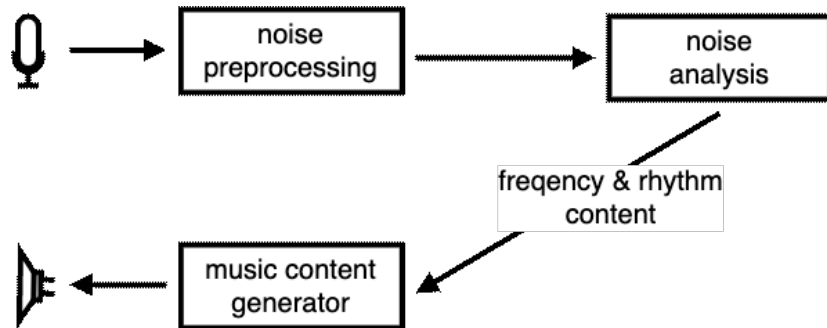 noise
preprocessing
noise
analysis
freqency & rhythm
content
music content
generator